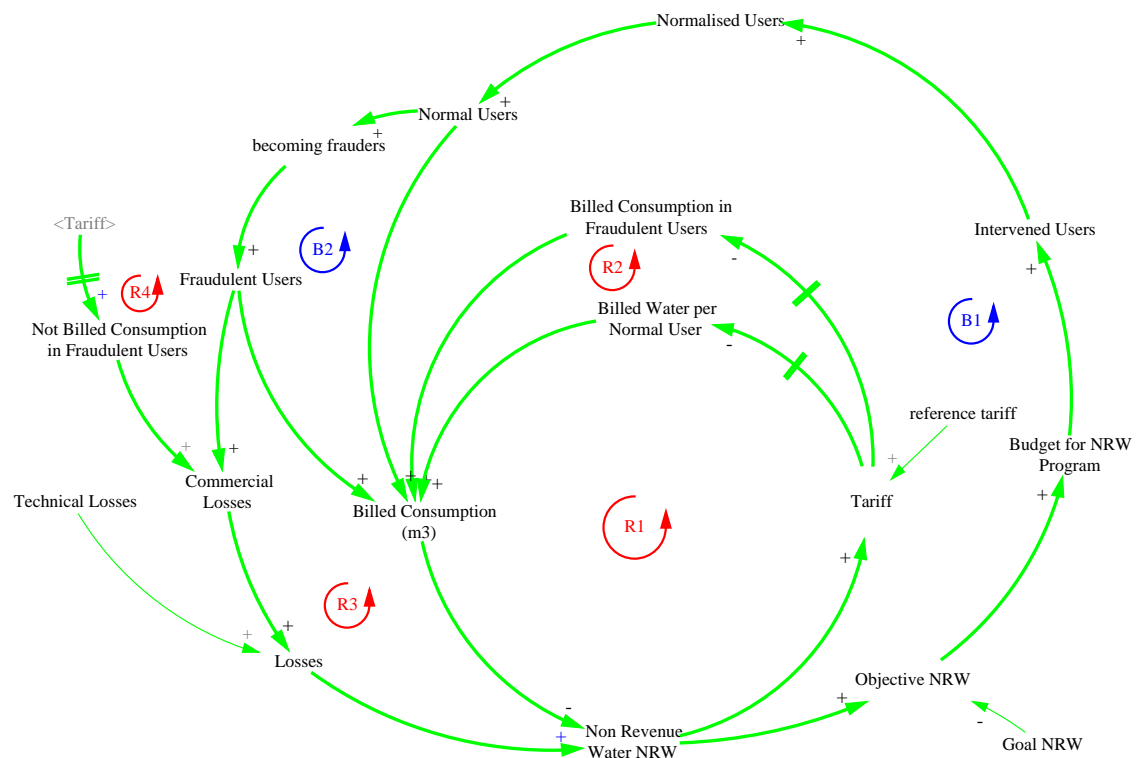 Normalised Users
+
Normal Users
+
+
becoming frauders
<Tariff>
Billed Consumption in
Fraudulent Users
Intervened Users
+
B2
R2
-
+
Fraudulent Users
+
R4
Not Billed Consumption
in Fraudulent Users
Billed Water per
Normal User
-
B1
reference tariff
Budget for NRW
Program
+
+
+
+
+
+
Commercial
Losses
Technical Losses
Billed Consumption
(m3)
R1
Tariff
+
+
R3
+
+
Losses
Objective NRW
+
-
+
Non Revenue
Water NRW
-
Goal NRW